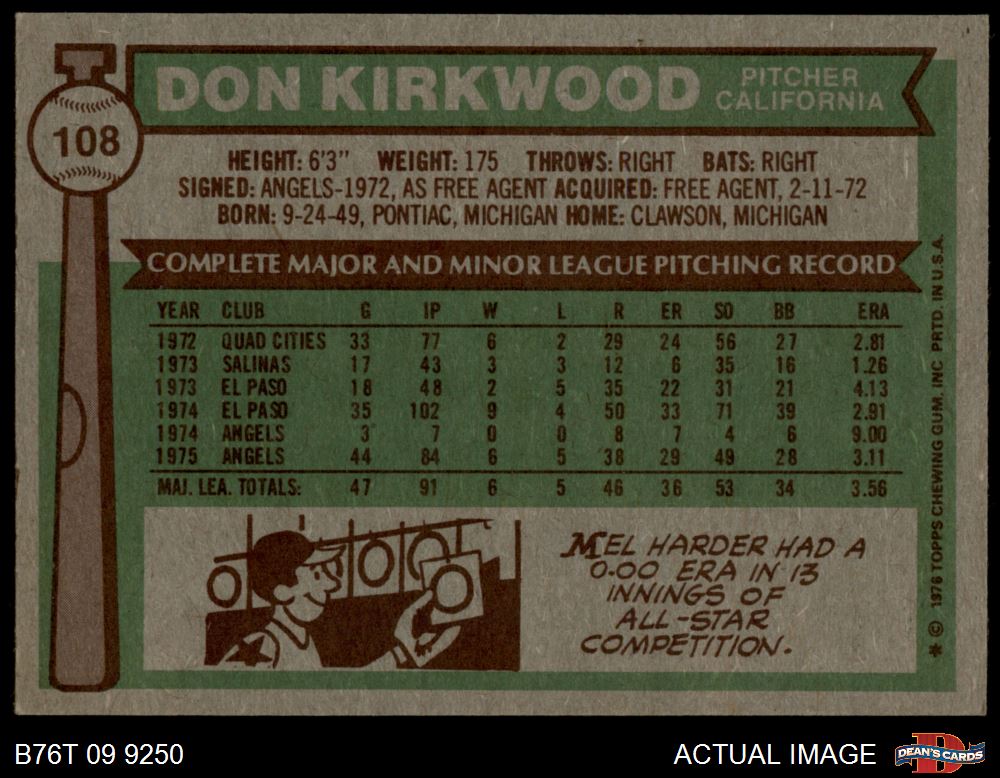 108
DON KIRKWOOD
PITCHER
CALIFORNIA
HEIGHT: 6'3" WEIGHT: 175 THROWS: RIGHT BATS: RIGHT
SIGNED: ANGELS-1972, AS FREE AGENT ACQUIRED: FREE AGENT, 2-11-72
BORN: 9-24-49, PONTIAC, MICHIGAN HOME: CLAWSON, MICHIGAN
COMPLETE MAJOR AND MINOR LEAGUE PITCHING RECORD
YEAR CLUB G IP W L R ER SO BB ERA
1972 QUAD CITIES 33 77 6 2 29 24 56 27 2.81
1973 SALINAS 17 43 3 3 12 6 35 16 1.26
1973 EL PASO 18 48 2 5 35 22 31 21 4.13
1974 EL PASO 35 102 9 4 50 33 71 39 2.91
1974 ANGELS 3 7 0 0 8 7 4 6 9.00
1975 ANGELS 44 84 6 5 38 29 49 28 3.11
MAJ. LEA. TOTALS: 47 91 6 5 46 36 53 34 3.56
MEL HARDER HAD A
0.00 ERA IN 13
INNINGS OF
ALL-STAR
COMPETITION.
* © 1976 TOPPS CHEWING GUM, INC. PRTD. IN U.S.A.
B76T 09 9250
ACTUAL IMAGE
DEAN'S CARDS